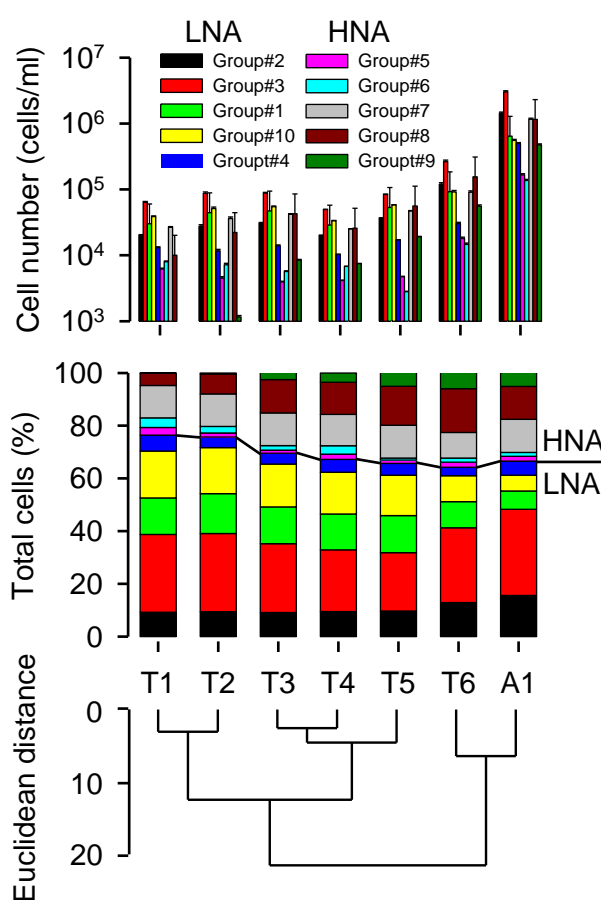 LNA HNA
Group#2 Group#5
Group#3 Group#6
Group#1 Group#7
Group#10 Group#8
Groupt#4 Groupt#9
Cell number (cells/ml)
10⁷
10⁶
10⁵
10⁴
10³
Total cells (%)
100
80
60
40
20
0
HNA
LNA
T1 T2 T3 T4 T5 T6 A1
Euclidean distance
0
10
20